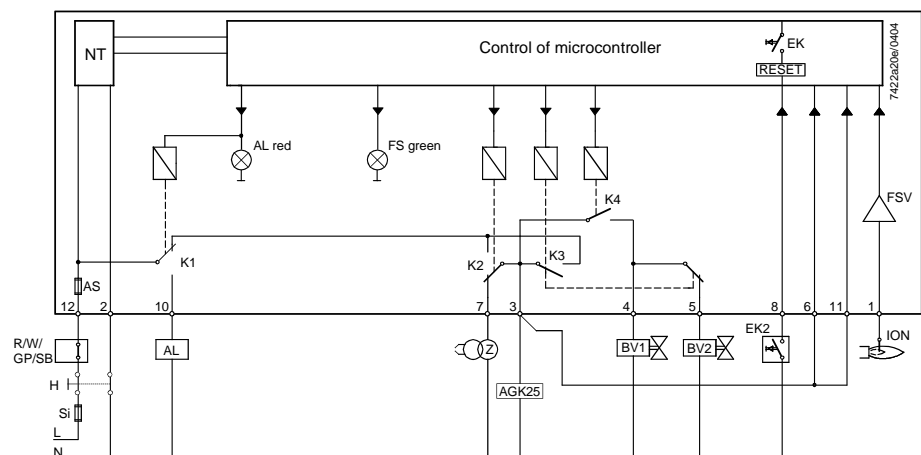 NT
Control of microcontroller
EK
RESET
7422a20e/0404
AL red
FS green
FSV
K4
K1
K2
K3
AS
12
2
10
7
3
4
5
8
6
11
1
R/W/
GP/SB
AL
Z
BV1
BV2
EK2
ION
H
AGK25
Si
L
N